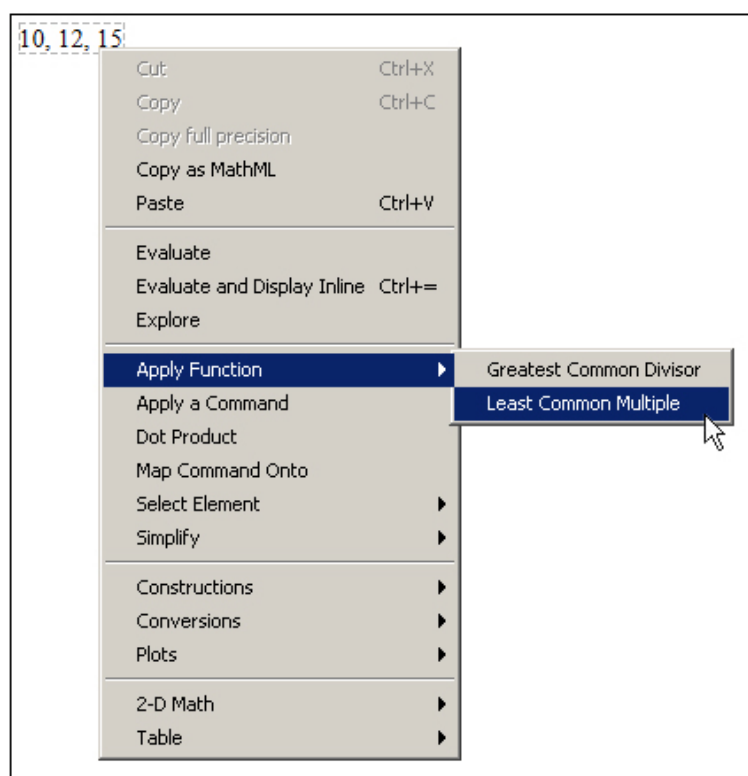 10, 12, 15
Cut Ctrl+X
Copy Ctrl+C
Copy full precision
Copy as MathML
Paste Ctrl+V
Evaluate
Evaluate and Display Inline Ctrl+=
Explore
Apply Function Greatest Common Divisor
Apply a Command Least Common Multiple
Dot Product
Map Command Onto
Select Element
Simplify
Constructions
Conversions
Plots
2-D Math
Table